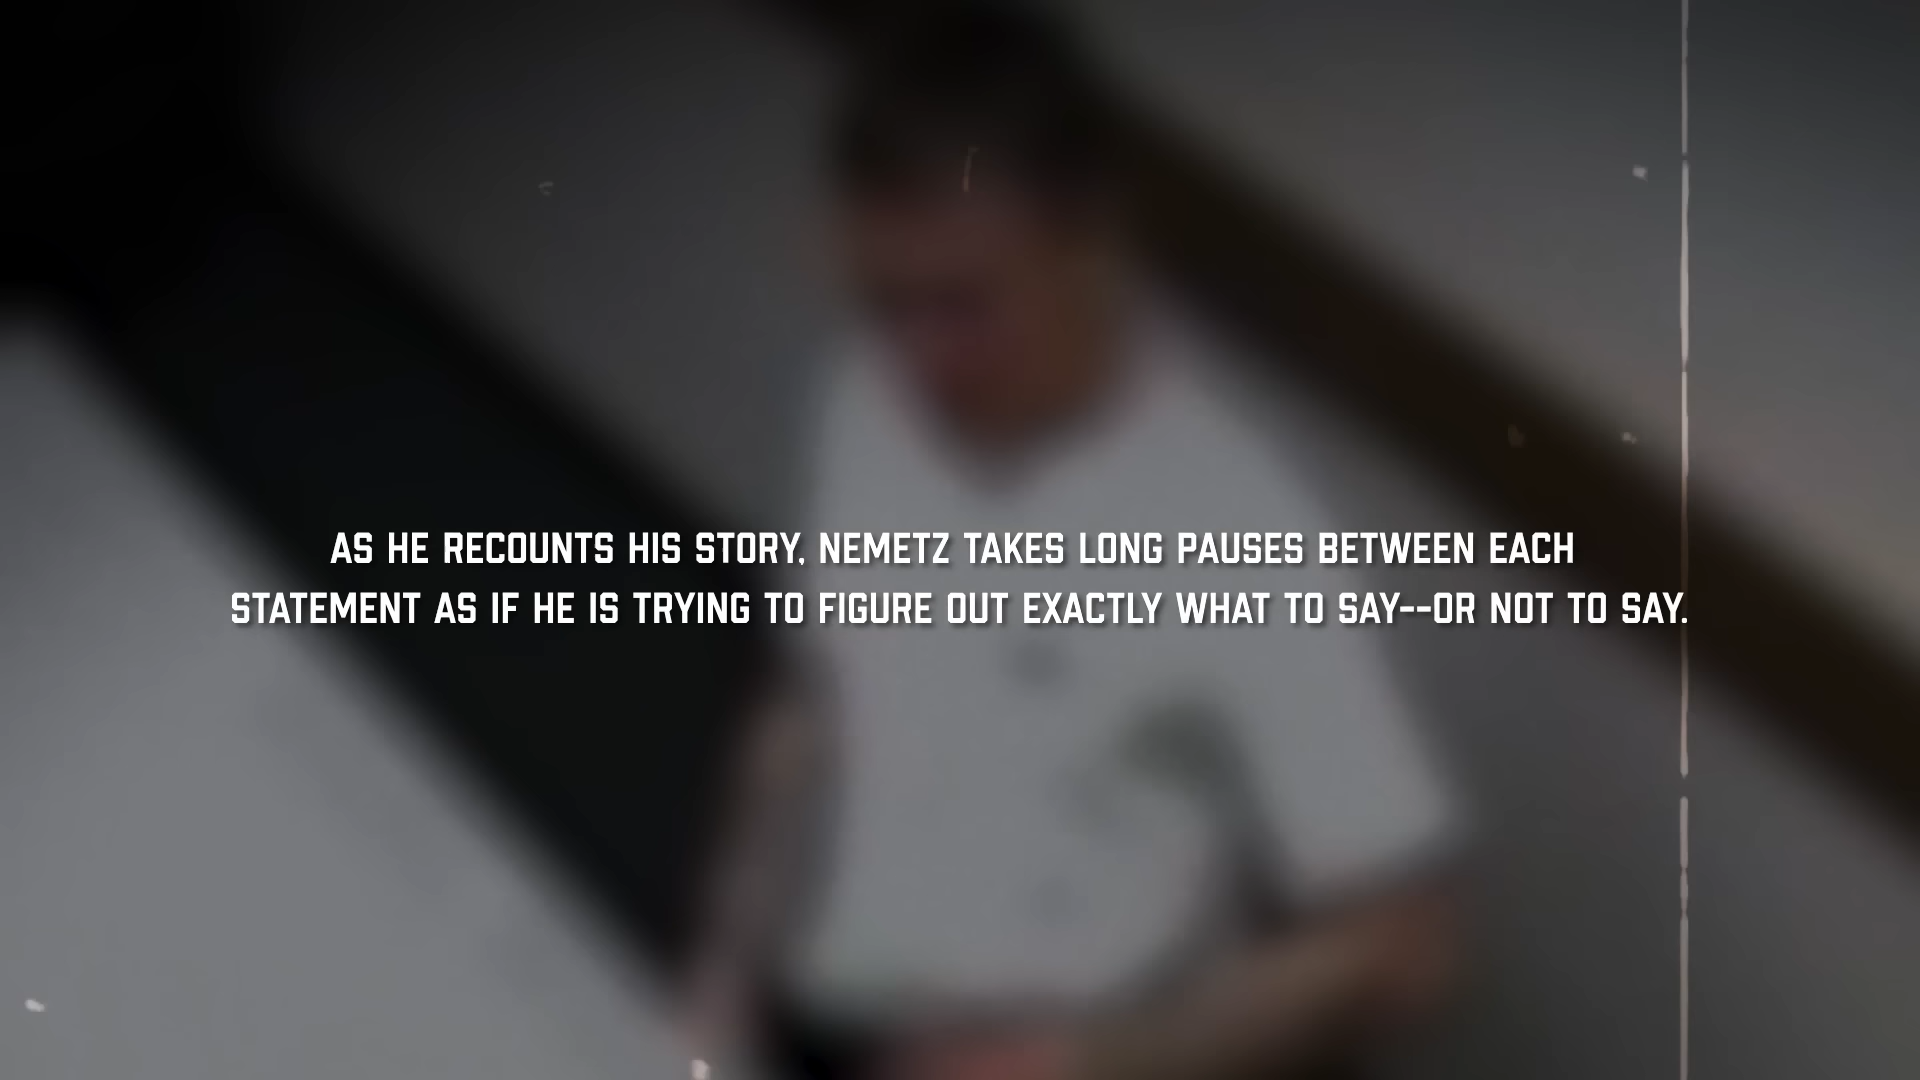 AS HE RECOUNTS HIS STORY, NEMETZ TAKES LONG PAUSES BETWEEN EACH
STATEMENT AS IF HE IS TRYING TO FIGURE OUT EXACTLY WHAT TO SAY--OR NOT TO SAY.